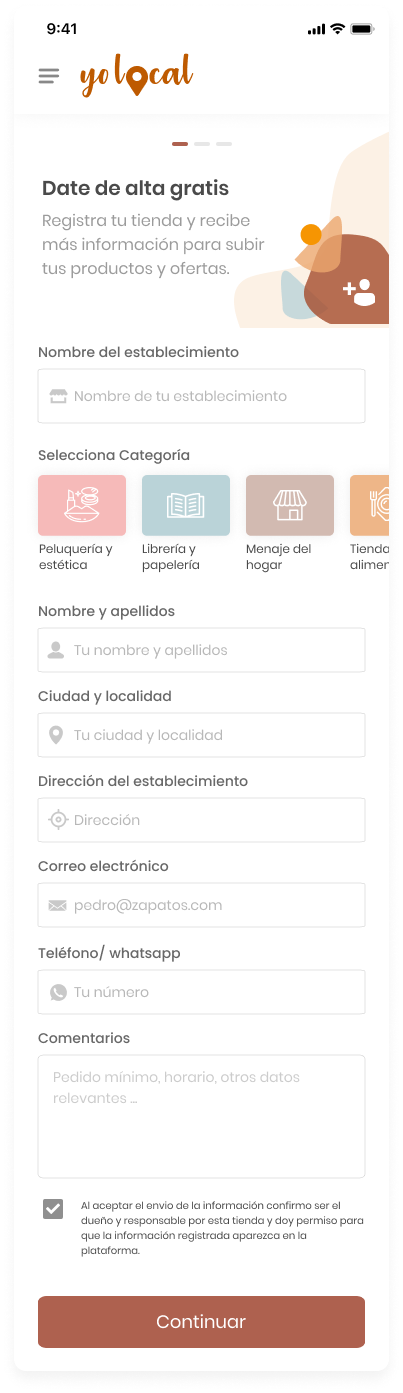 9:41
yolocal
Date de alta gratis
Registra tu tienda y recibe
más información para subir
tus productos y ofertas.
Nombre del establecimiento
Nombre de tu establecimiento
Selecciona Categoría
Peluquería y
estética
Librería y
papelería
Menaje del
hogar
Tienda
alimen
Nombre y apellidos
Tu nombre y apellidos
Ciudad y localidad
Tu ciudad y localidad
Dirección del establecimiento
Dirección
Correo electrónico
pedro@zapatos.com
Teléfono/ whatsapp
Tu número
Comentarios
Pedido mínimo, horario, otros datos
relevantes ...
Al aceptar el envio de la información confirmo ser el
dueño y responsable por esta tienda y doy permiso para
que la información registrada aparezca en la
plataforma.
Continuar